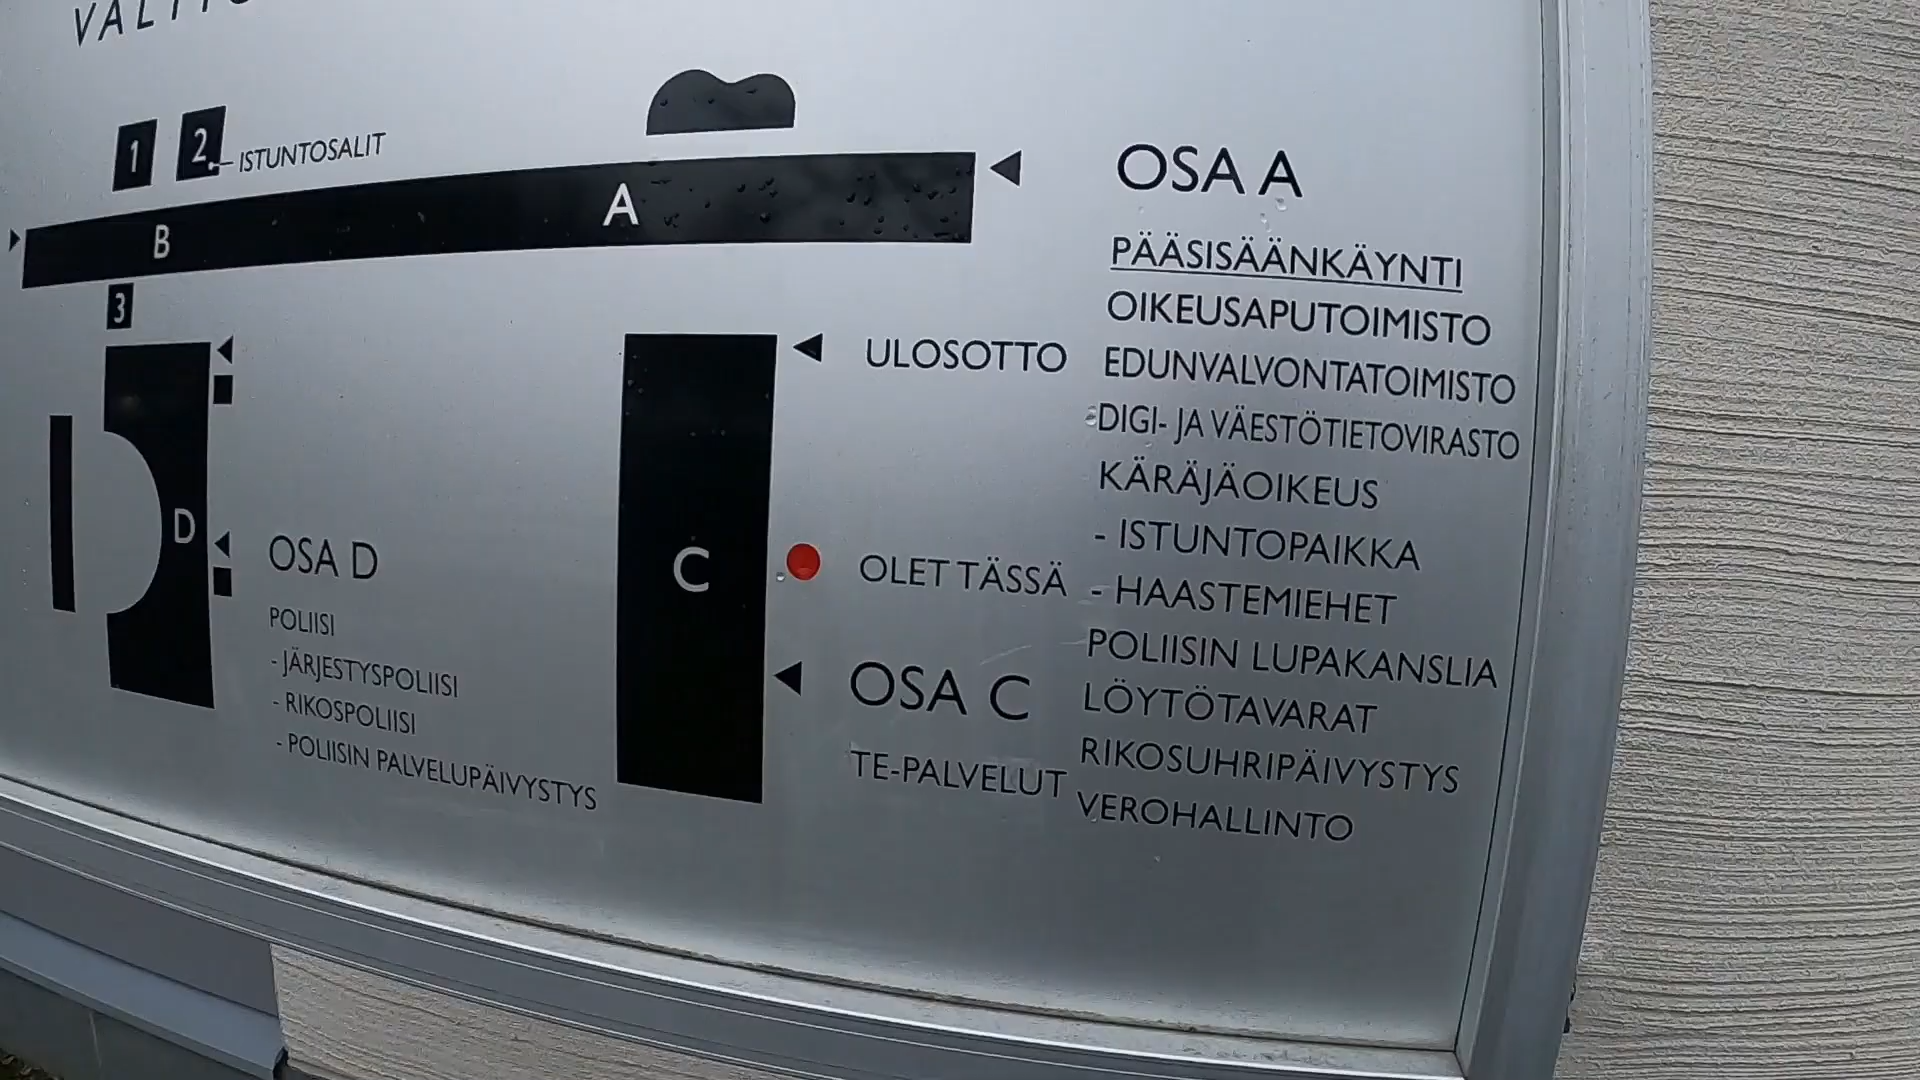 1
2
ISTUNTOSALIT
A
B
3
D
C
OSA A
PÄÄSISÄÄNKÄYNTI
OIKEUSAPUTOIMISTO
EDUNVALVONTATOIMISTO
DIGI- JA VÄESTÖTIETOVIRASTO
KÄRÄJÄOIKEUS
- ISTUNTOPAIKKA
- HAASTEMIEHET
POLIISIN LUPAKANSLIA
LÖYTÖTAVARAT
RIKOSUHRIPÄIVYSTYS
VEROHALLINTO
ULOSOTTO
OLET TÄSSÄ
OSA C
TE-PALVELUT
OSA D
POLIISI
- JÄRJESTYSPOLIISI
- RIKOSPOLIISI
- POLIISIN PALVELUPÄIVYSTYS